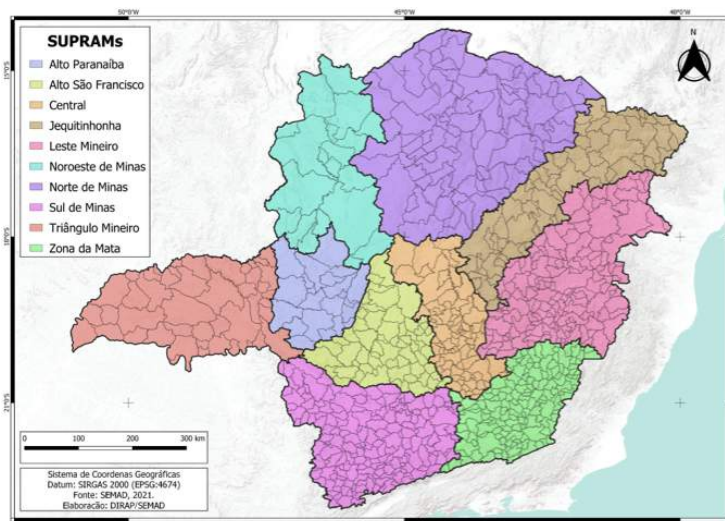 50°0'O 45°0'O 40°0'O
SUPRAMs
Alto Paranaíba
Alto São Francisco
Central
Jequitinhonha
Leste Mineiro
Noroeste de Minas
Norte de Minas
Sul de Minas
Triângulo Mineiro
Zona da Mata
N
15°0'S
18°0'S
21°0'S
0 100 200 300 km
Sistema de Coordenas Geográficas
Datum: SIRGAS 2000 (EPSG:4674)
Fonte: SEMAD, 2021.
Elaboração: DIRAP/SEMAD